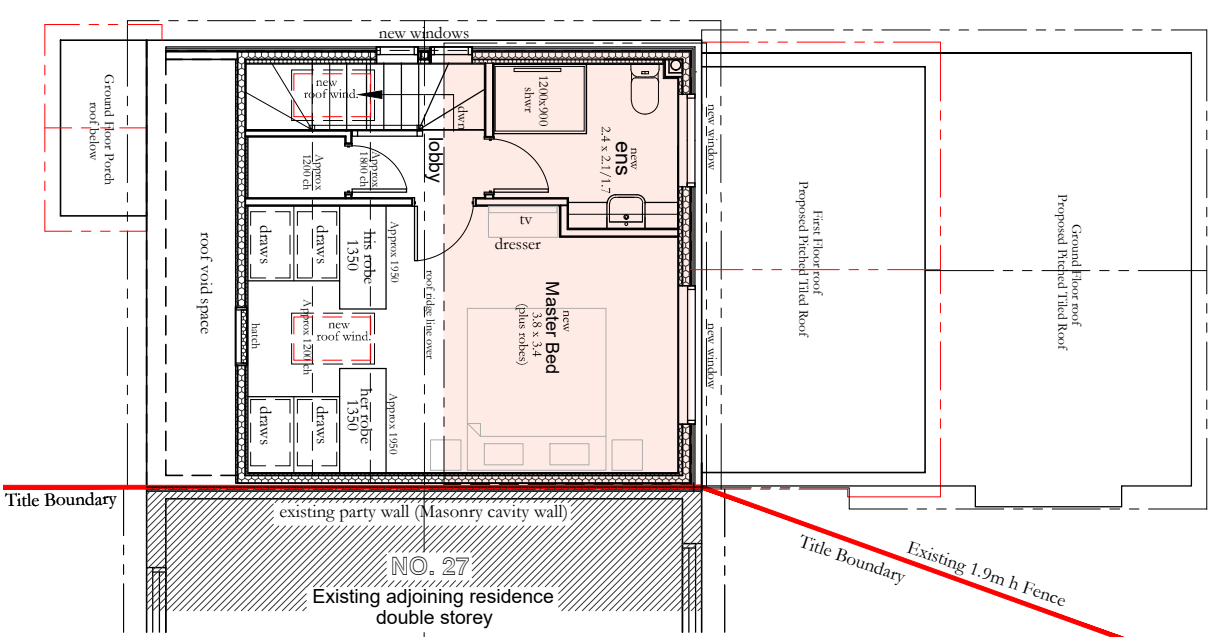 new windows
Ground Floor Porch
roof below
new
roof wind.
dwn
1200x900
shwr
new
ens
2.4 x 2.1/1.7
new window
lobby
Approx
1200 ch
Approx
1800 ch
roof void space
draws
draws
his robe
1350
Approx 1950
tv
dresser
roof ridge line over
new
Master Bed
3.8 x 3.4
(plus robes)
hatch
Approx 1200 ch
new
roof wind.
new window
draws
draws
her robe
1350
Approx 1950
First Floor roof
Proposed Pitched Tiled Roof
Ground Floor roof
Proposed Pitched Tiled Roof
Title Boundary
existing party wall (Masonry cavity wall)
Title Boundary
Existing 1.9m h Fence
NO. 27
Existing adjoining residence
double storey